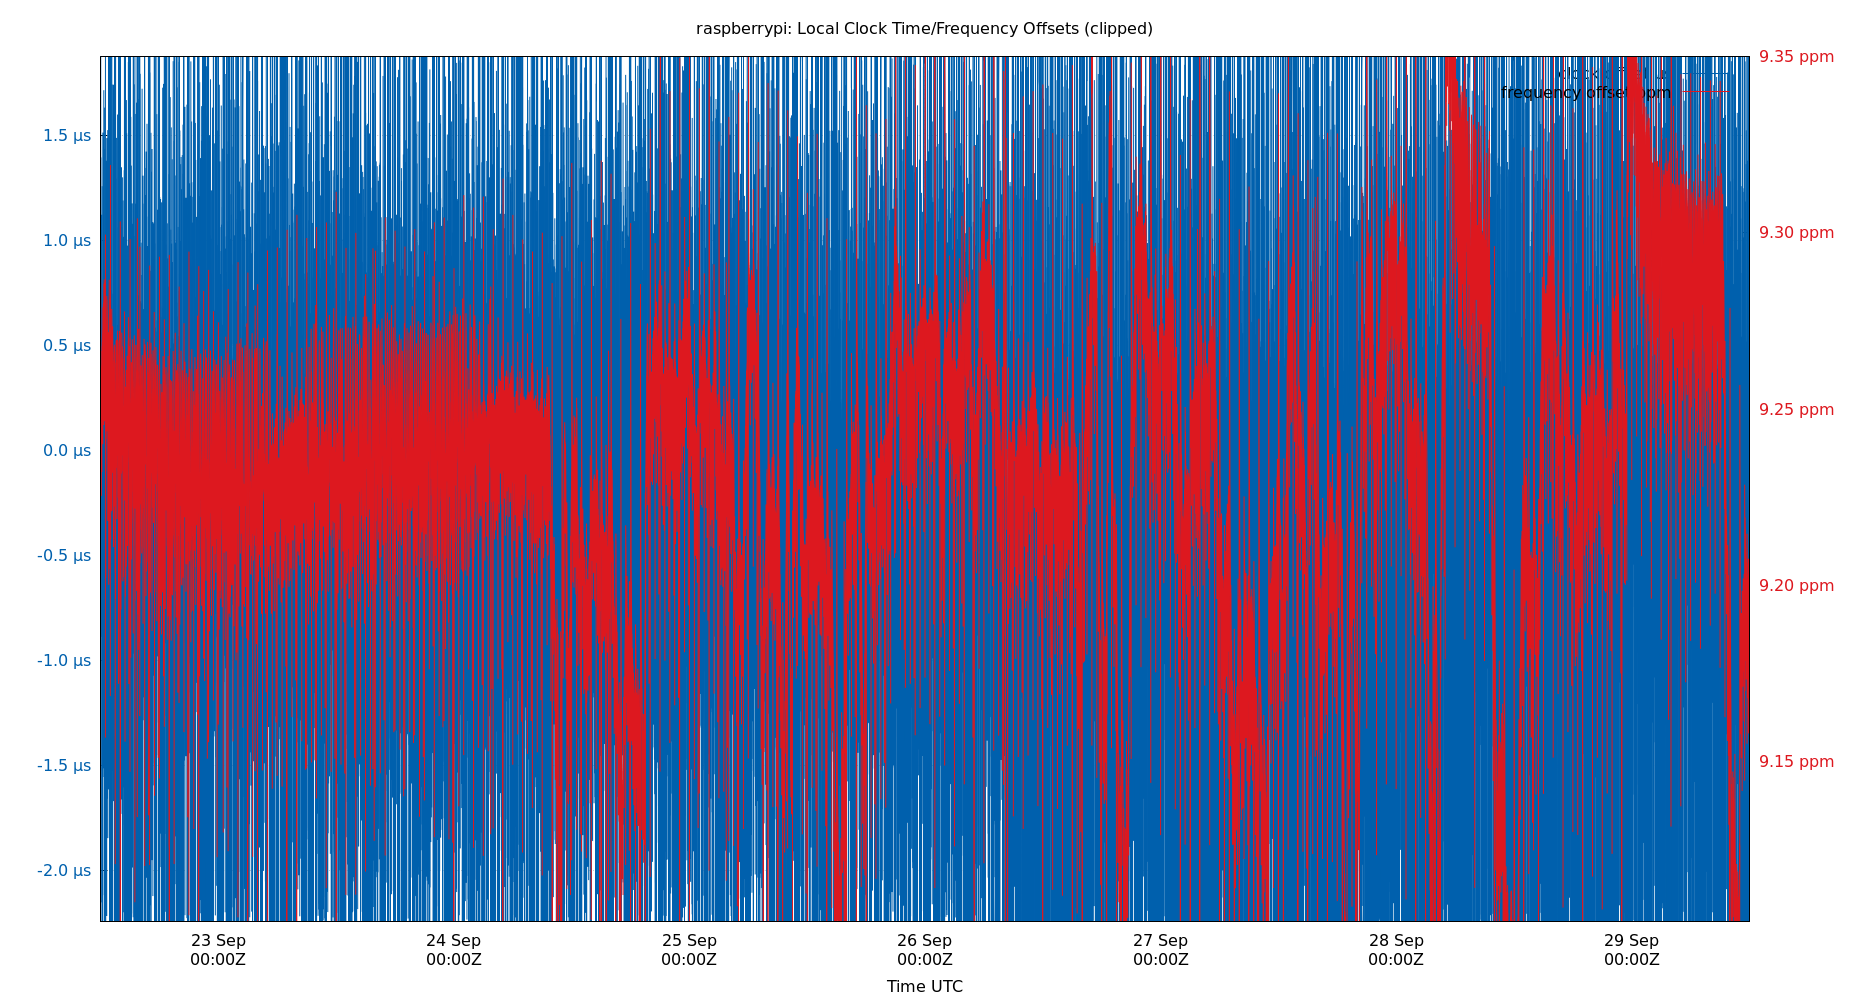 raspberrypi: Local Clock Time/Frequency Offsets (clipped)
9.35 ppm
frequency offset ppm
1.5 μs
1.0 μs
9.30 ppm
0.5 μs
9.25 ppm
0.0 μs
-0.5 μs
9.20 ppm
-1.0 μs
-1.5 μs
9.15 ppm
-2.0 μs
23 Sep
00:00Z
24 Sep
00:00Z
25 Sep
00:00Z
26 Sep
00:00Z
27 Sep
00:00Z
28 Sep
00:00Z
29 Sep
00:00Z
Time UTC